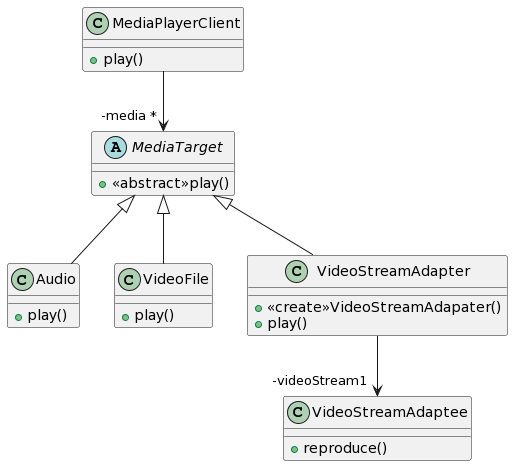 C MediaPlayerClient
play()
-media *
A MediaTarget
«abstract»play()
C Audio
play()
C VideoFile
play()
C VideoStreamAdapter
«create»VideoStreamAdapater()
play()
-videoStream1
C VideoStreamAdaptee
reproduce()